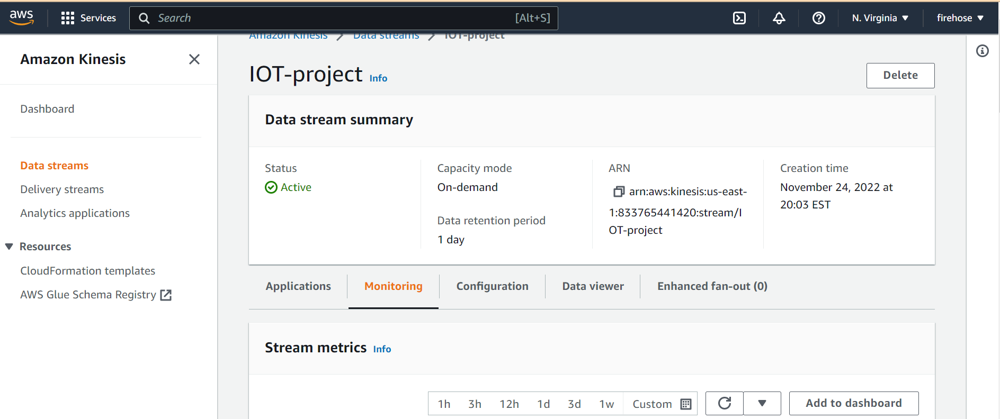 aws Services Search [Alt+S] N. Virginia firehose
Amazon Kinesis Data streams IOT-project
Amazon Kinesis
Dashboard
Data streams
Delivery streams
Analytics applications
Resources
CloudFormation templates
AWS Glue Schema Registry
IOT-project Info
Delete
Data stream summary
Status
Active
Capacity mode
On-demand
Data retention period
1 day
ARN
arn:aws:kinesis:us-east-
1:833765441420:stream/I
OT-project
Creation time
November 24, 2022 at
20:03 EST
Applications Monitoring Configuration Data viewer Enhanced fan-out (0)
Stream metrics Info
1h 3h 12h 1d 3d 1w Custom Add to dashboard